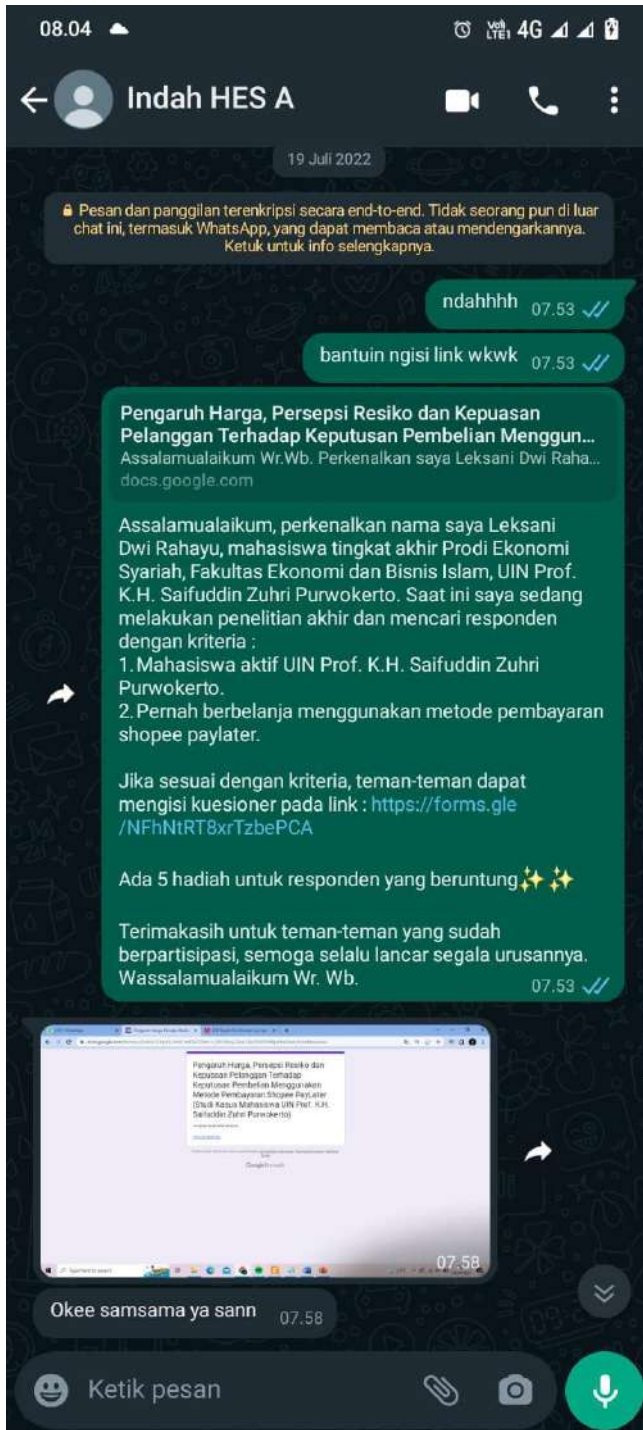 08.04
VoLTE1 4G
Indah HES A
19 Juli 2022
Pesan dan panggilan terenkripsi secara end-to-end. Tidak seorang pun di luar
chat ini, termasuk WhatsApp, yang dapat membaca atau mendengarkannya.
Ketuk untuk info selengkapnya.
ndahhhh 07.53
bantuin ngisi link wkwk 07.53
Pengaruh Harga, Persepsi Resiko dan Kepuasan
Pelanggan Terhadap Keputusan Pembelian Menggun...
Assalamualaikum Wr.Wb. Perkenalkan saya Leksani Dwi Raha...
docs.google.com
Assalamualaikum, perkenalkan nama saya Leksani
Dwi Rahayu, mahasiswa tingkat akhir Prodi Ekonomi
Syariah, Fakultas Ekonomi dan Bisnis Islam, UIN Prof.
K.H. Saifuddin Zuhri Purwokerto. Saat ini saya sedang
melakukan penelitian akhir dan mencari responden
dengan kriteria :
1. Mahasiswa aktif UIN Prof. K.H. Saifuddin Zuhri
Purwokerto.
2. Pernah berbelanja menggunakan metode pembayaran
shopee paylater.
Jika sesuai dengan kriteria, teman-teman dapat
mengisi kuesioner pada link : https://forms.gle
/NFhNtRT8xrTzbePCA
Ada 5 hadiah untuk responden yang beruntung✨ ✨
Terimakasih untuk teman-teman yang sudah
berpartisipasi, semoga selalu lancar segala urusannya.
Wassalamualaikum Wr. Wb. 07.53
Pengaruh Harga, Persepsi Resiko dan
Kepuasan Pelanggan Terhadap
Keputusan Pembelian Menggunakan
Metode Pembayaran Shopee PayLater
(Studi Kasus Mahasiswa UIN Prof. K.H.
Saifuddin Zuhri Purwokerto)
07.58
Okee samsama ya sann 07.58
Ketik pesan